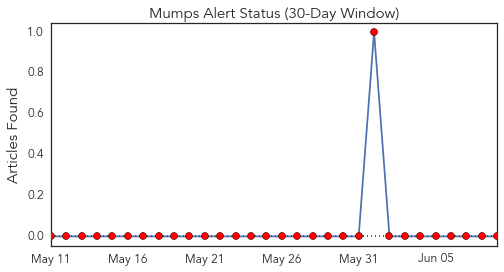 Mumps Alert Status (30-Day Window)
Articles Found
1.0
0.8
0.6
0.4
0.2
0.0
May 11 May 16 May 21 May 26 May 31 Jun 05